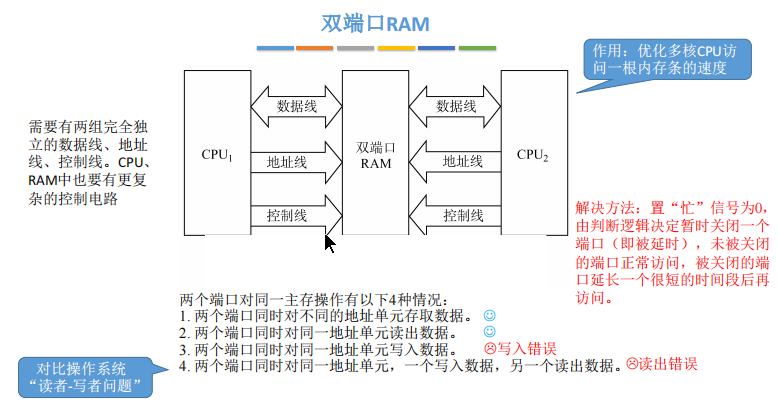 双端口RAM
作用：优化多核CPU访
问一根内存条的速度
需要有两组完全独
立的数据线、地址
线、控制线。CPU、
RAM中也要有更复
杂的控制电路
CPU₁
数据线
地址线
控制线
双端口
RAM
数据线
地址线
控制线
CPU₂
解决方法：置“忙”信号为0，
由判断逻辑决定暂时关闭一个
端口（即被延时），未被关闭
的端口正常访问，被关闭的端
口延长一个很短的时间段后再
访问。
两个端口对同一主存操作有以下4种情况：
1. 两个端口同时对不同的地址单元存取数据。
2. 两个端口同时对同一地址单元读出数据。
3. 两个端口同时对同一地址单元写入数据。 写入错误
4. 两个端口同时对同一地址单元，一个写入数据，另一个读出数据。 读出错误
对比操作系统
“读者-写者问题”